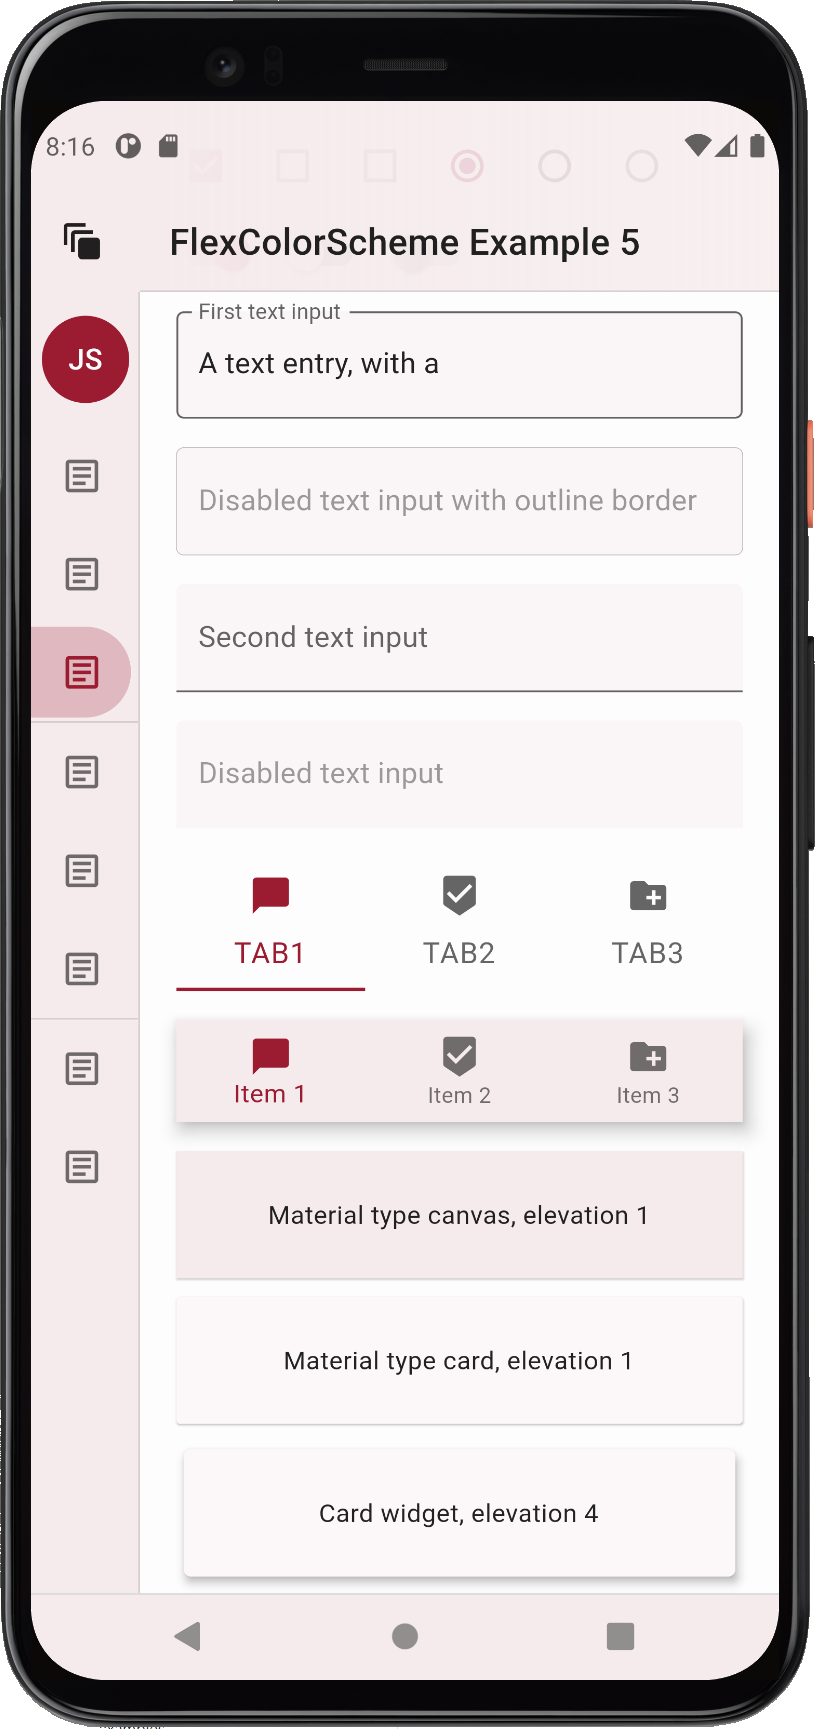 8:16
FlexColorScheme Example 5
JS
First text input
A text entry, with a
Disabled text input with outline border
Second text input
Disabled text input
TAB1 TAB2 TAB3
Item 1 Item 2 Item 3
Material type canvas, elevation 1
Material type card, elevation 1
Card widget, elevation 4